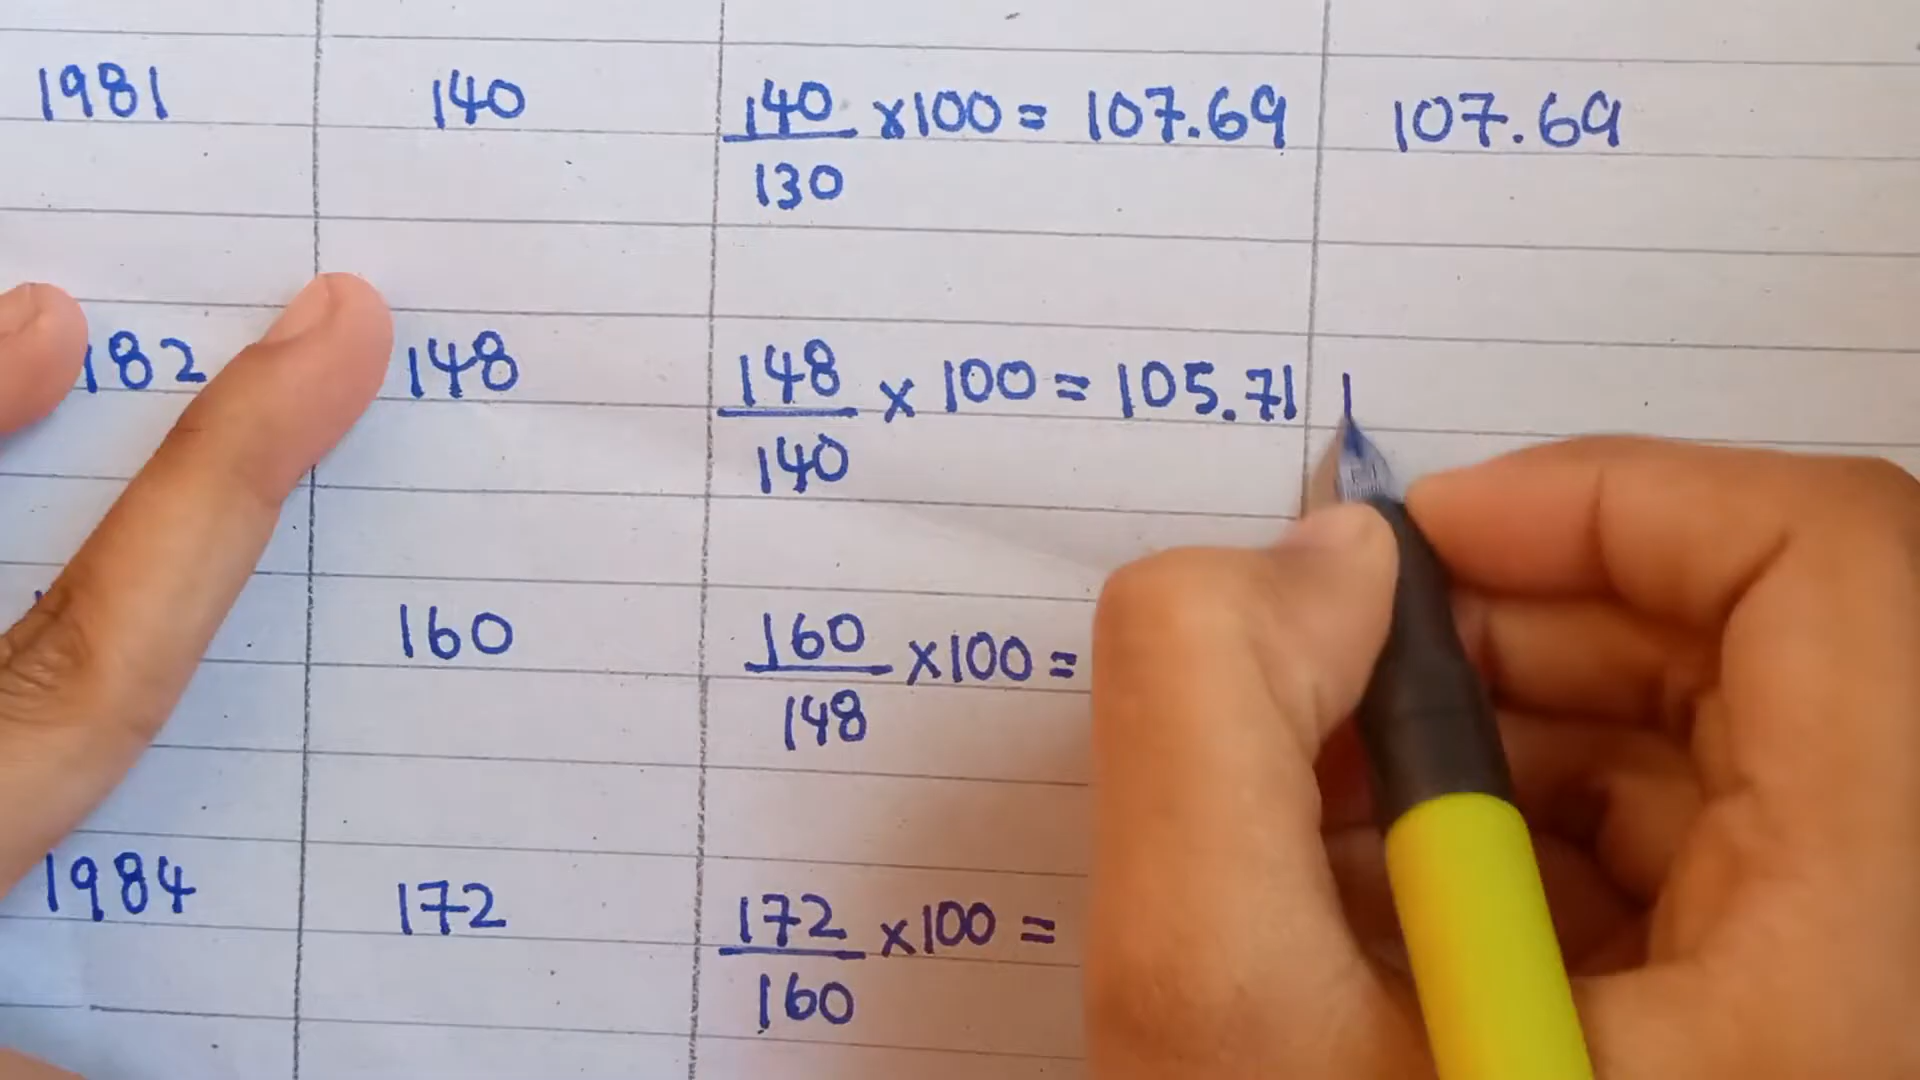 1981 140 140/130 x100 = 107.69 107.69
182 148 148/140 x 100 = 105.71 1
160 160/148 x100 =
1984 172 172/160 x100 =